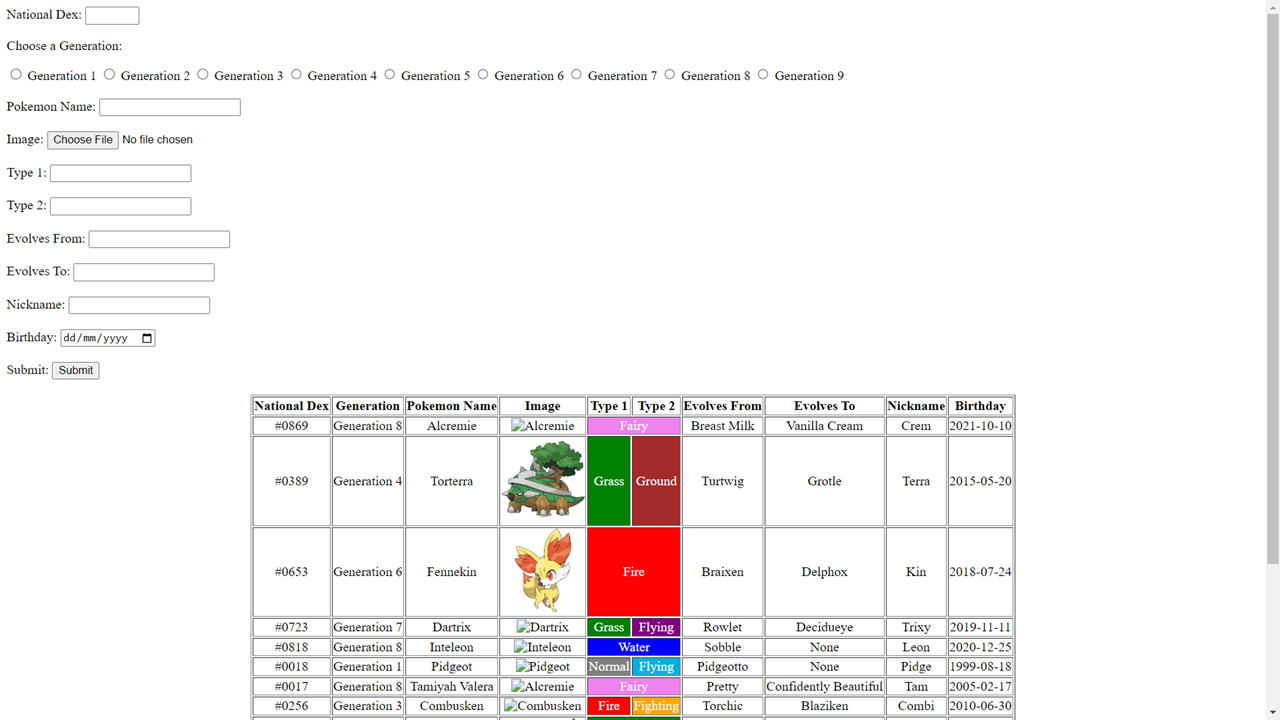 National Dex:
Choose a Generation:
Generation 1 Generation 2 Generation 3 Generation 4 Generation 5 Generation 6 Generation 7 Generation 8 Generation 9
Pokemon Name:
Image: Choose File No file chosen
Type 1:
Type 2:
Evolves From:
Evolves To:
Nickname:
Birthday: dd/mm/yyyy
Submit: Submit
National Dex Generation Pokemon Name Image Type 1 Type 2 Evolves From Evolves To Nickname Birthday
#0869 Generation 8 Alcremie Alcremie Fairy Breast Milk Vanilla Cream Crem 2021-10-10
#0389 Generation 4 Torterra Grass Ground Turtwig Grotle Terra 2015-05-20
#0653 Generation 6 Fennekin Fire Braixen Delphox Kin 2018-07-24
#0723 Generation 7 Dartrix Dartrix Grass Flying Rowlet Decidueye Trixy 2019-11-11
#0818 Generation 8 Inteleon Inteleon Water Sobble None Leon 2020-12-25
#0018 Generation 1 Pidgeot Pidgeot Normal Flying Pidgeotto None Pidge 1999-08-18
#0017 Generation 8 Tamiyah Valera Alcremie Fairy Pretty Confidently Beautiful Tam 2005-02-17
#0256 Generation 3 Combusken Combusken Fire Fighting Torchic Blaziken Combi 2010-06-30